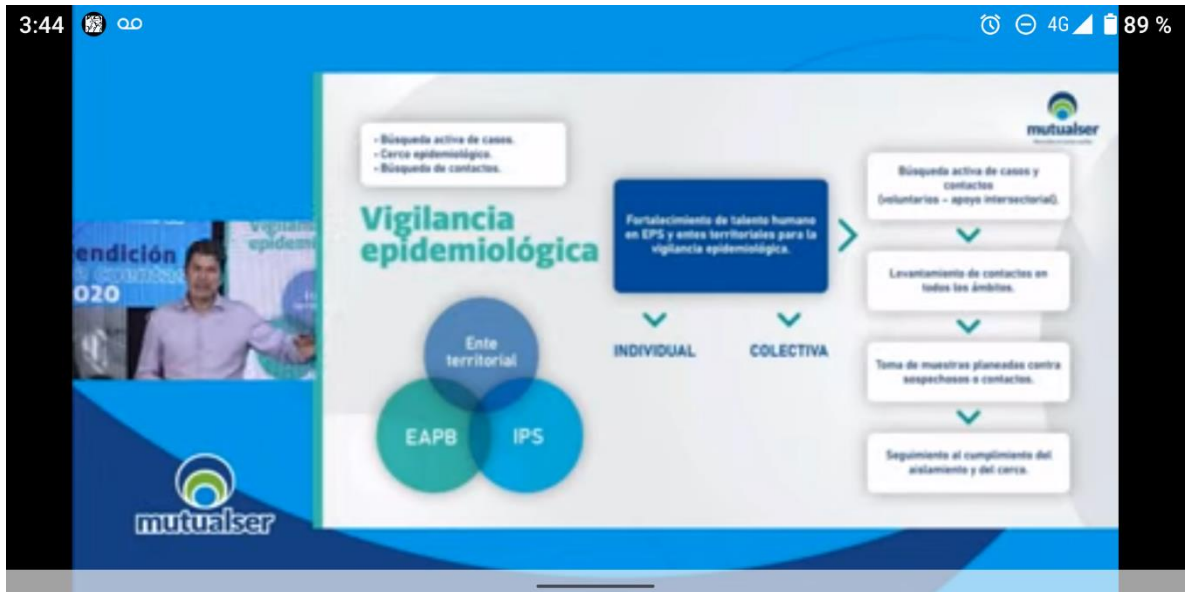 3:44
4G
89 %
mutualser
- Búsqueda activa de casos.
- Cerco epidemiológico.
- Búsqueda de contactos.
Vigilancia
epidemiológica
Ente
territorial
EAPB
IPS
Fortalecimiento de talento humano
en EPS y entes territoriales para la
vigilancia epidemiológica.
INDIVIDUAL
COLECTIVA
Búsqueda activa de casos y
contactos
(voluntarios – apoyo intersectorial).
Levantamiento de contactos en
todos los ámbitos.
Toma de muestras planeadas contra
sospechosos o contactos.
Seguimiento al cumplimiento del
aislamiento y del cerco.
endición
e cuentas
020
epidemi
mutualser